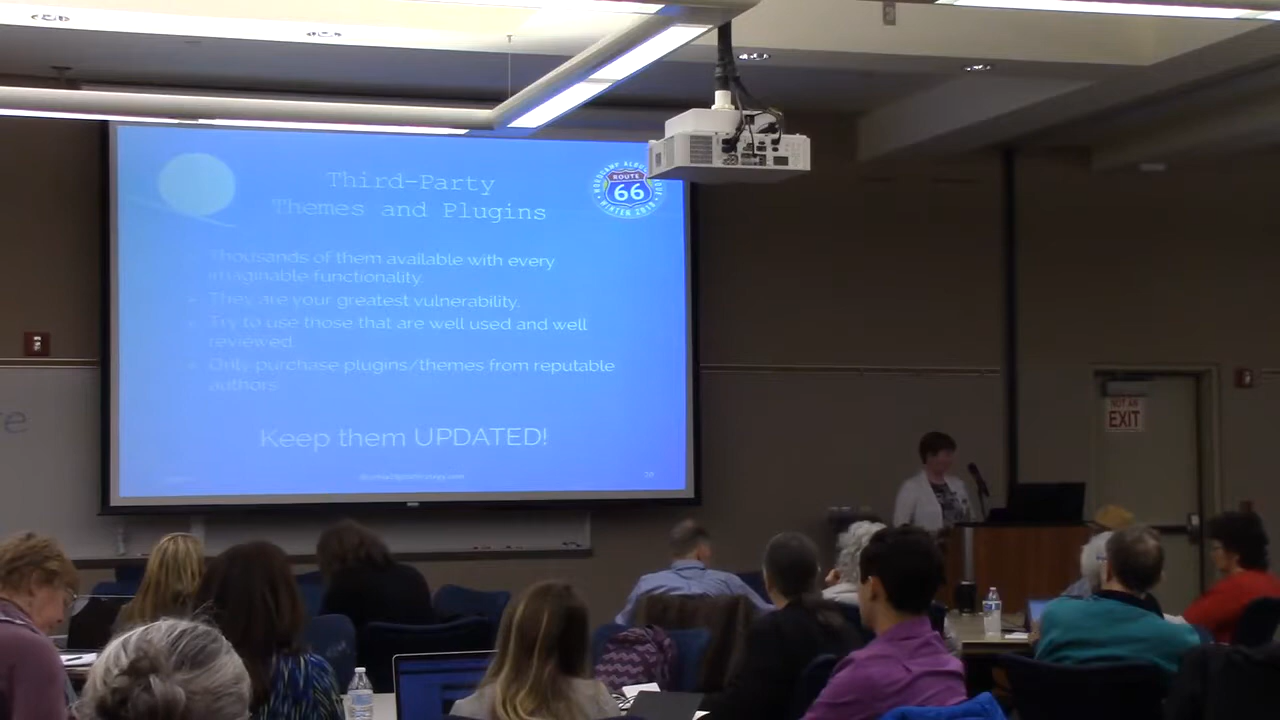 Third-Party
Themes and Plugins
ROUTE
66
WINTER 2018
Thousands of them available with every
imaginable functionality.
They are your greatest vulnerability.
Try to use those that are well used and well
reviewed.
Only purchase plugins/themes from reputable
authors
Keep them UPDATED!
NOT AN
EXIT